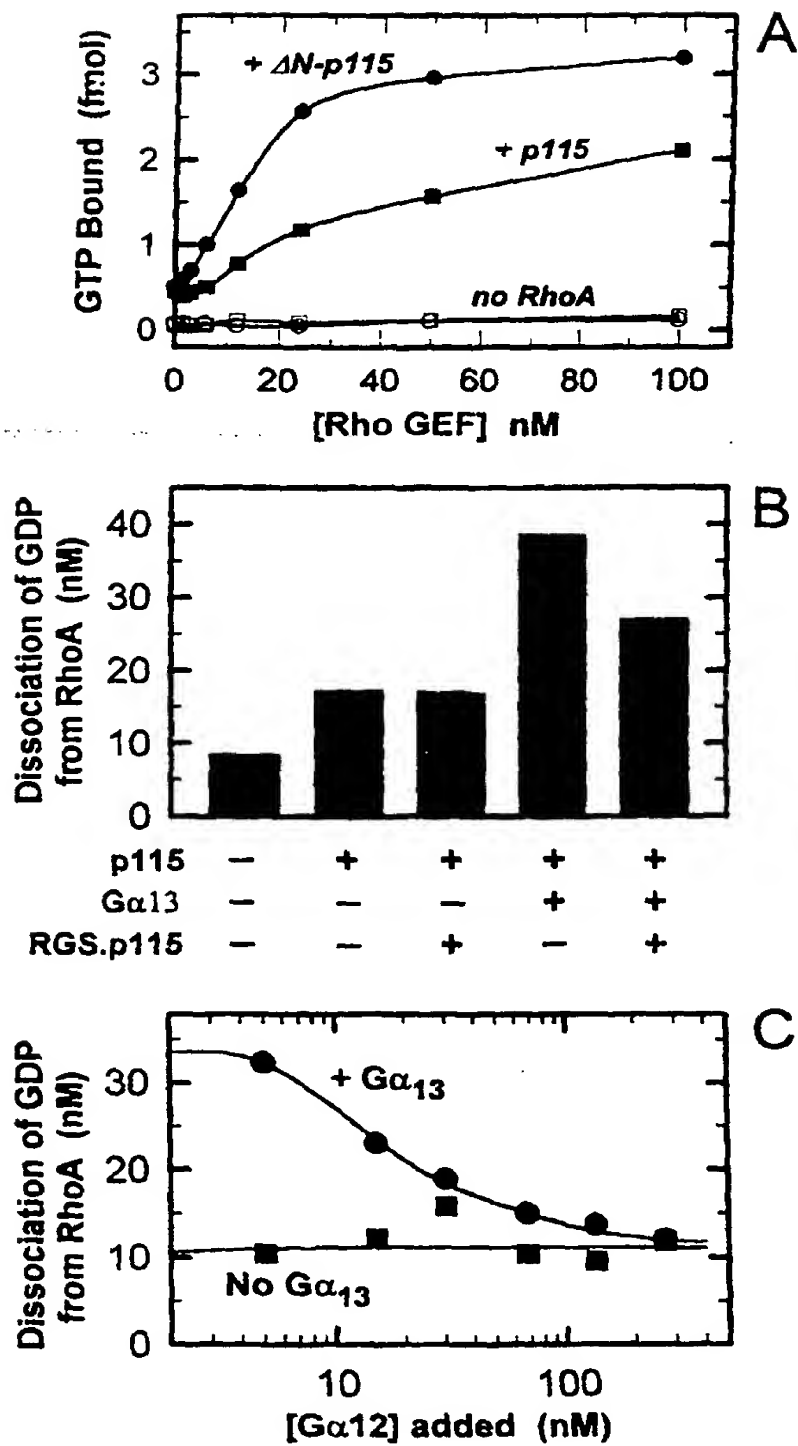 A
+ ΔN-p115
+ p115
no RhoA
GTP Bound (fmol)
3
2
1
0
0 20 40 60 80 100
[Rho GEF] nM
B
Dissociation of GDP
from RhoA (nM)
40
30
20
10
0
p115 − + + + +
Gα13 − − − + +
RGS.p115 − − + − +
C
+ Gα13
No Gα13
Dissociation of GDP
from RhoA (nM)
30
20
10
0
10 100
[Gα12] added (nM)